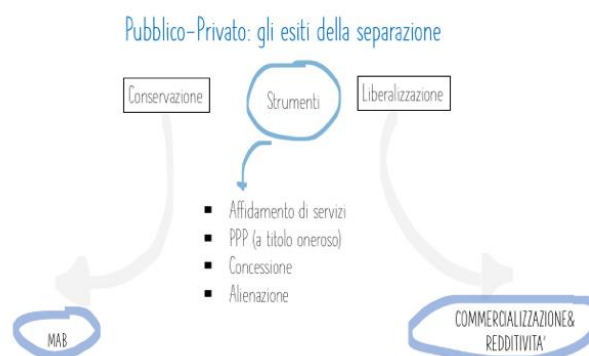 Pubblico-Privato: gli esiti della separazione
Conservazione
Strumenti
Liberalizzazione
▪ Affidamento di servizi
▪ PPP (a titolo oneroso)
▪ Concessione
▪ Alienazione
MAB
COMMERCIALIZZAZIONE&
REDDITIVITA'